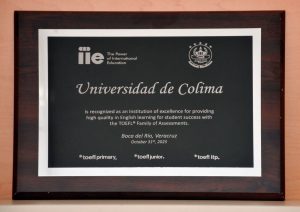 iie
The Power
of International
Education
Universidad de Colima
is recognized as an institution of excellence for providing
high quality in English learning for student success with
the TOEFL® Family of Assessments.
Boca del Río, Veracruz
October 31st, 2023
toefl primary.
toefl junior.
toefl itp.